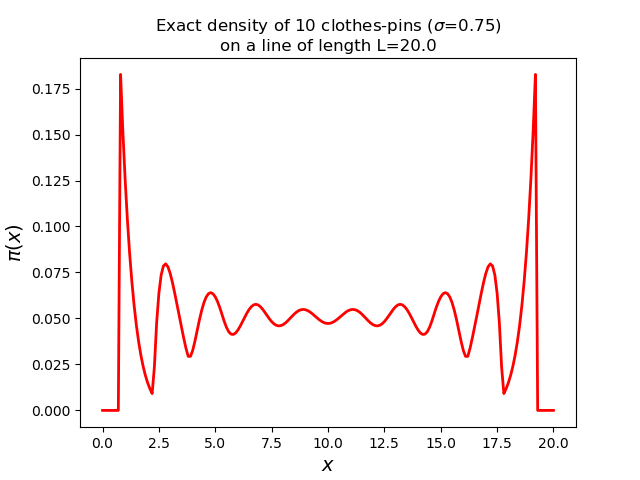 Exact density of 10 clothes-pins (σ=0.75)
on a line of length L=20.0
π(x)
0.175
0.150
0.125
0.100
0.075
0.050
0.025
0.000
0.0 2.5 5.0 7.5 10.0 12.5 15.0 17.5 20.0
x